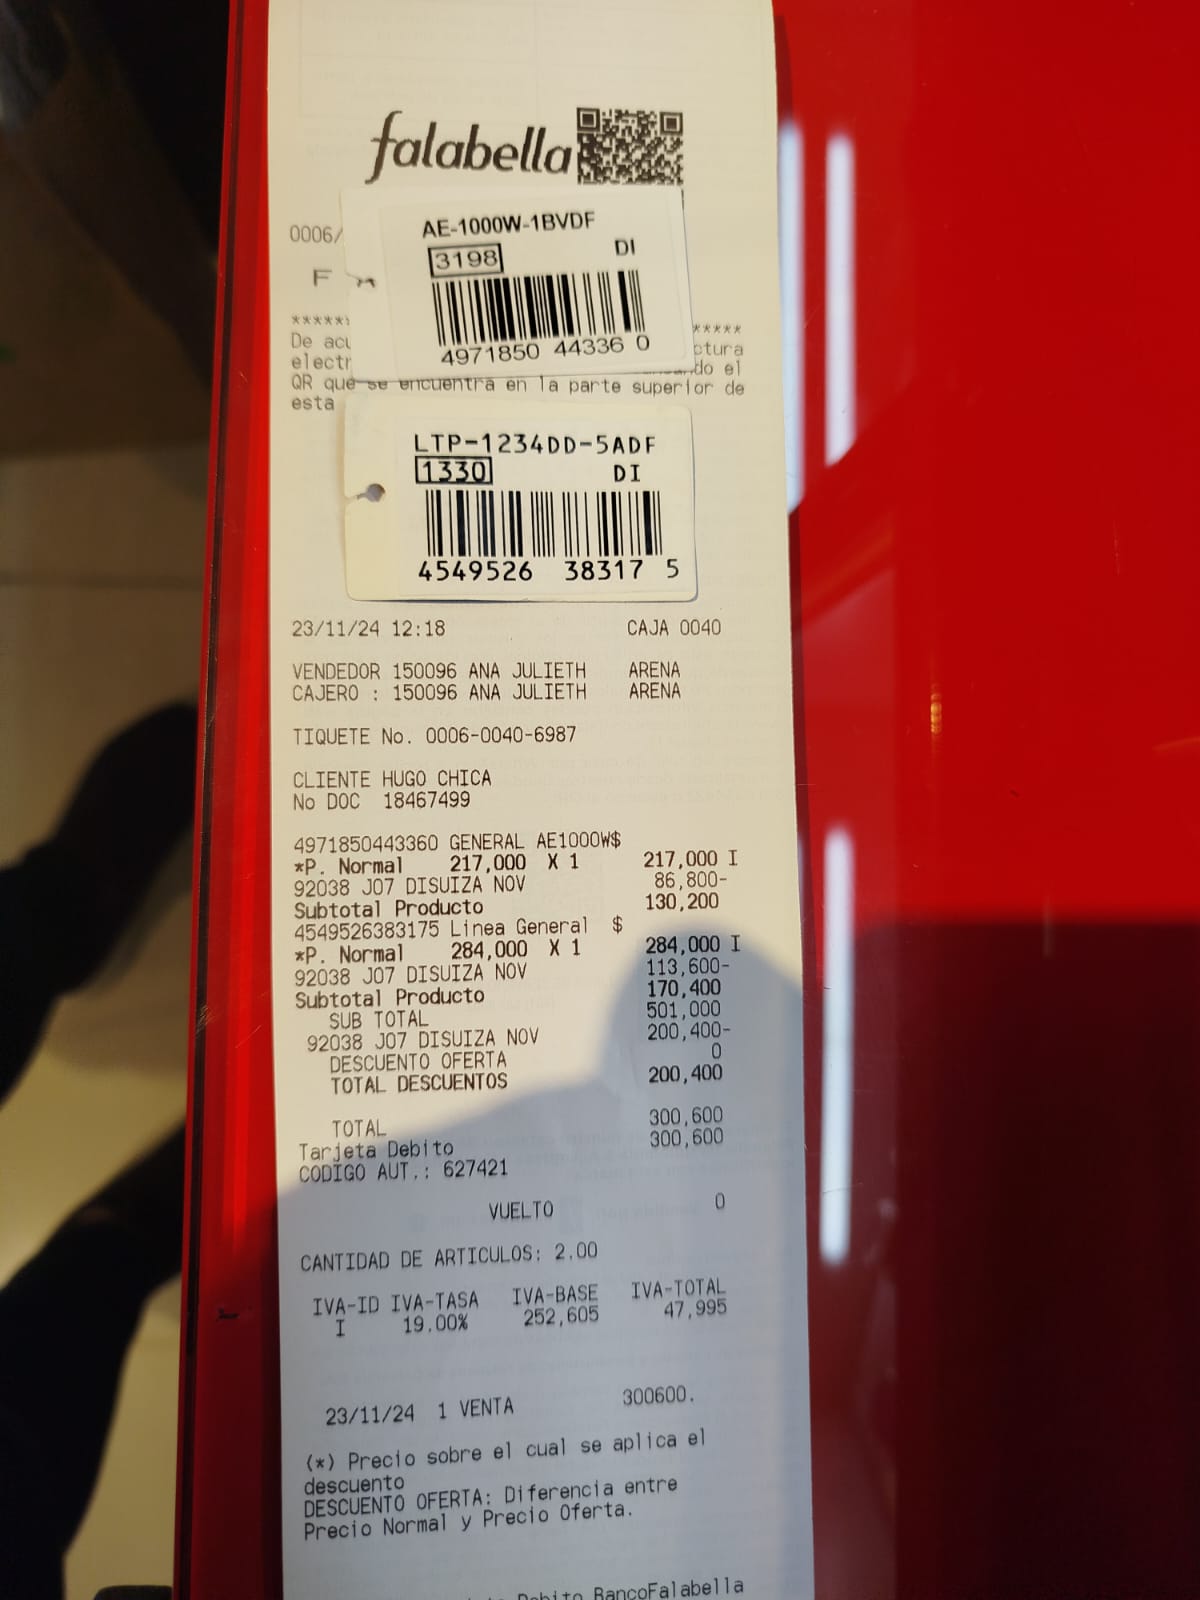 falabella
AE-1000W-1BVDF
0006/
DI
3198
F
4971850 44336 0
De acu
electr
do el
QR que se encuentra en la parte superior de
esta
LTP-1234DD-5ADF
1330 DI
4549526 38317 5
23/11/24 12:18 CAJA 0040
VENDEDOR 150096 ANA JULIETH ARENA
CAJERO : 150096 ANA JULIETH ARENA
TIQUETE No. 0006-0040-6987
CLIENTE HUGO CHICA
No DOC 18467499
4971850443360 GENERAL AE1000W$
*P. Normal 217,000 X 1 217,000 I
92038 J07 DISUIZA NOV 86,800-
Subtotal Producto 130,200
4549526383175 Linea General $
*P. Normal 284,000 X 1 284,000 I
92038 J07 DISUIZA NOV 113,600-
Subtotal Producto 170,400
SUB TOTAL 501,000
92038 J07 DISUIZA NOV 200,400-
DESCUENTO OFERTA 0
TOTAL DESCUENTOS 200,400
TOTAL 300,600
Tarjeta Debito 300,600
CODIGO AUT.: 627421
VUELTO 0
CANTIDAD DE ARTICULOS: 2.00
IVA-ID IVA-TASA IVA-BASE IVA-TOTAL
I 19.00% 252,605 47,995
23/11/24 1 VENTA 300600.
(*) Precio sobre el cual se aplica el
descuento
DESCUENTO OFERTA: Diferencia entre
Precio Normal y Precio Oferta.
Debito BancoFalabella